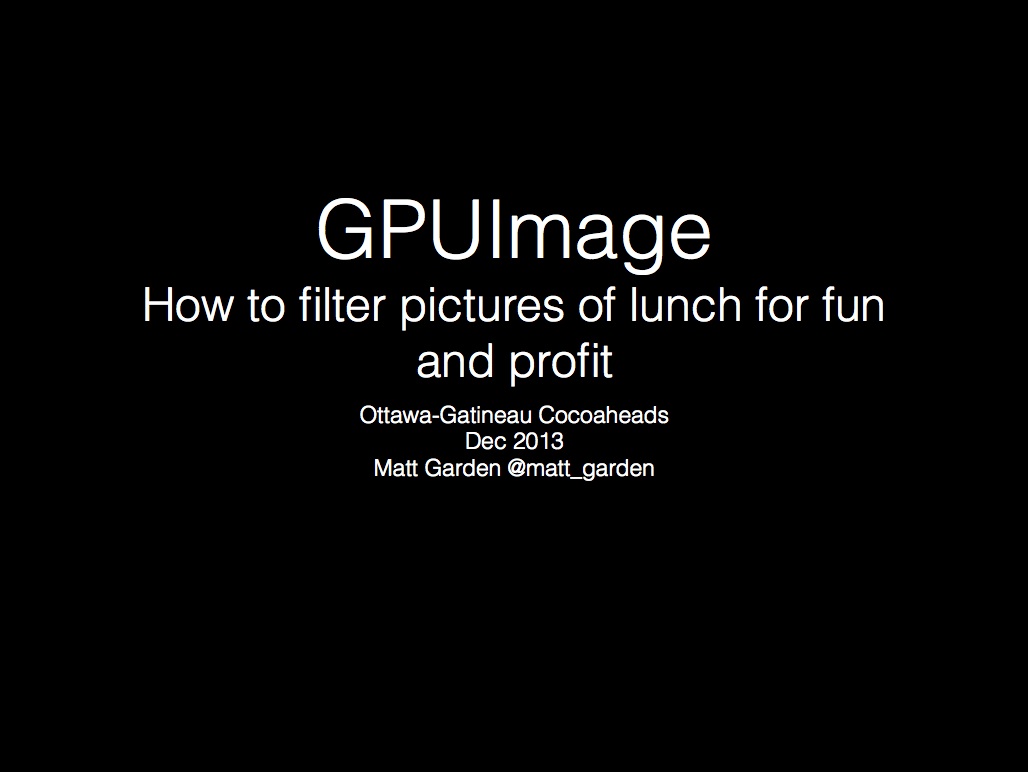 GPUImage
How to filter pictures of lunch for fun
and profit
Ottawa-Gatineau Cocoaheads
Dec 2013
Matt Garden @matt_garden